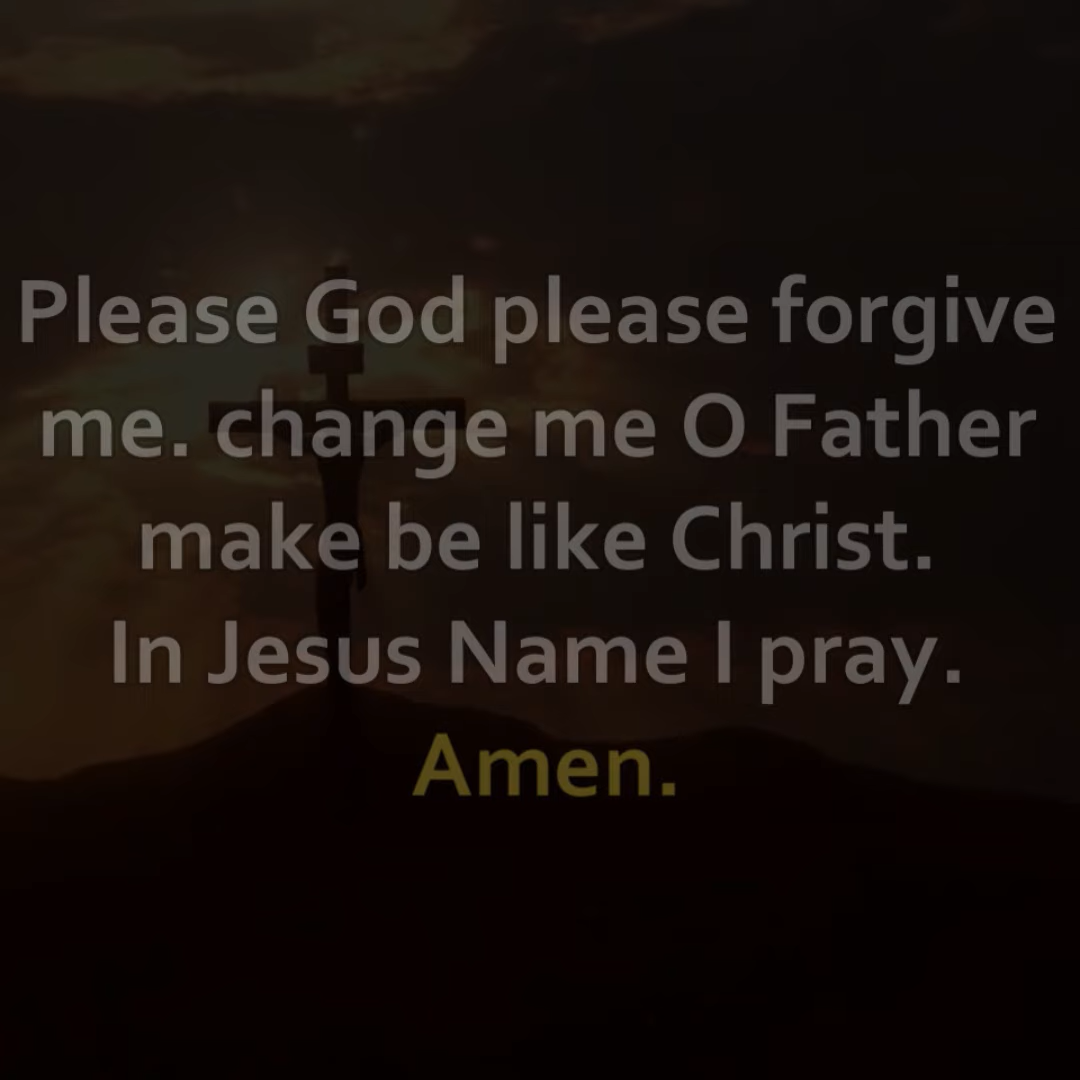 Please God please forgive
me. change me O Father
make be like Christ.
In Jesus Name I pray.
Amen.